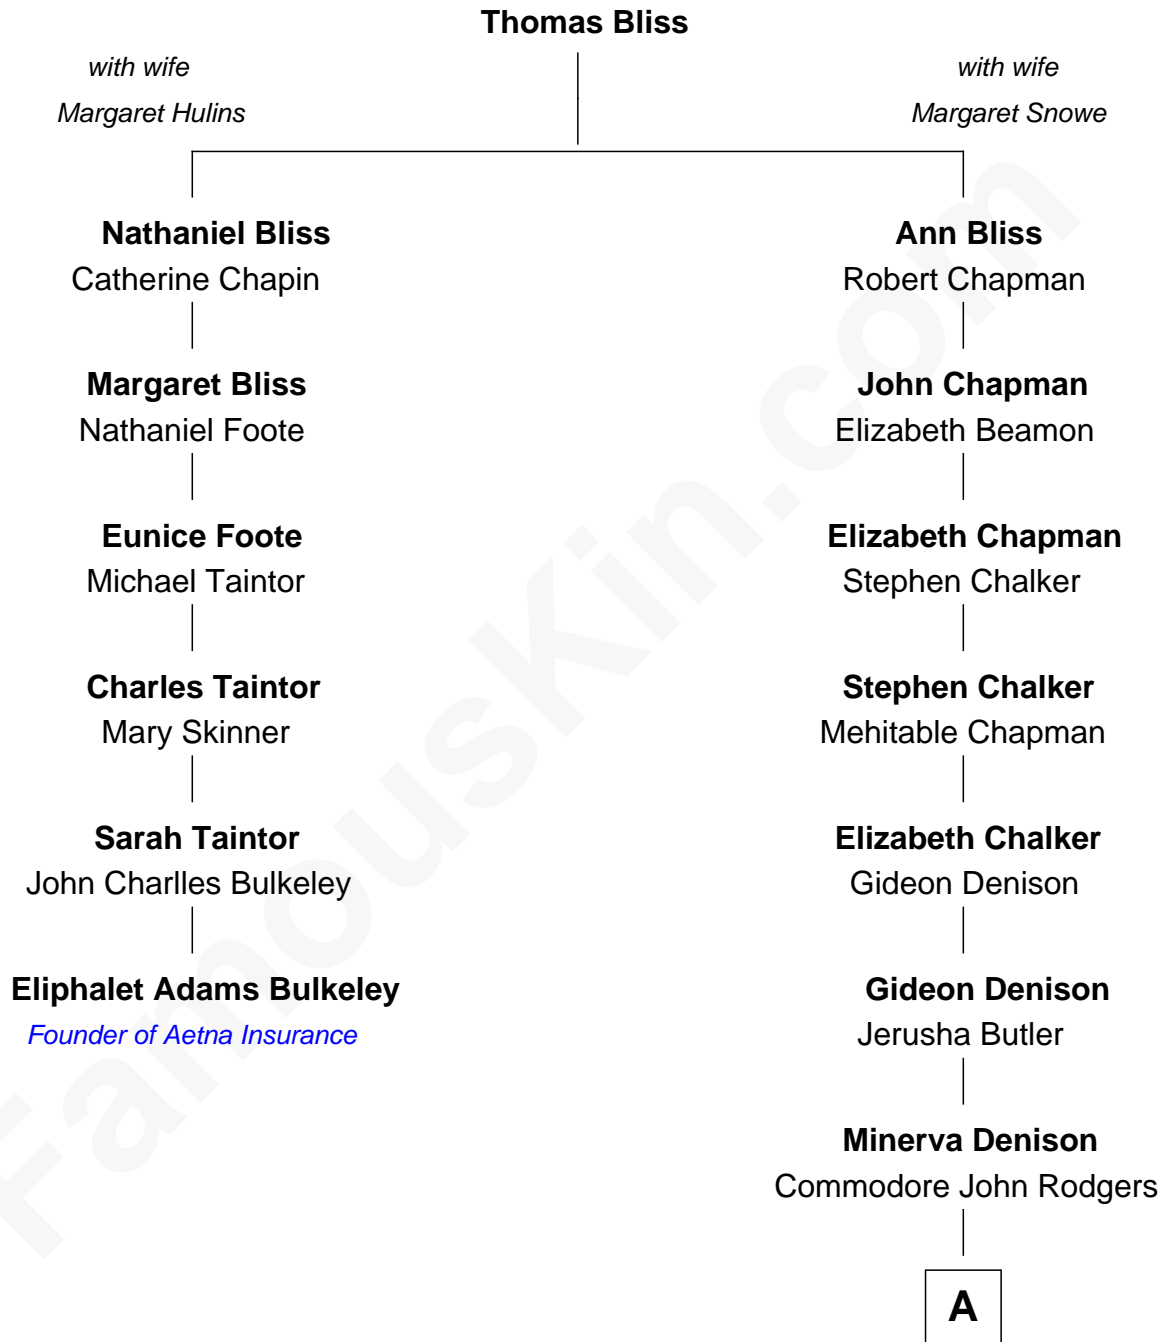 Thomas Bliss
with wife
Margaret Hulins
with wife
Margaret Snowe
Nathaniel Bliss
Catherine Chapin
Ann Bliss
Robert Chapman
Margaret Bliss
Nathaniel Foote
John Chapman
Elizabeth Beamon
Eunice Foote
Michael Taintor
Elizabeth Chapman
Stephen Chalker
Charles Taintor
Mary Skinner
Stephen Chalker
Mehitable Chapman
Sarah Taintor
John Charlles Bulkeley
Elizabeth Chalker
Gideon Denison
Eliphalet Adams Bulkeley
Founder of Aetna Insurance
Gideon Denison
Jerusha Butler
Minerva Denison
Commodore John Rodgers
A
FamousKin.com